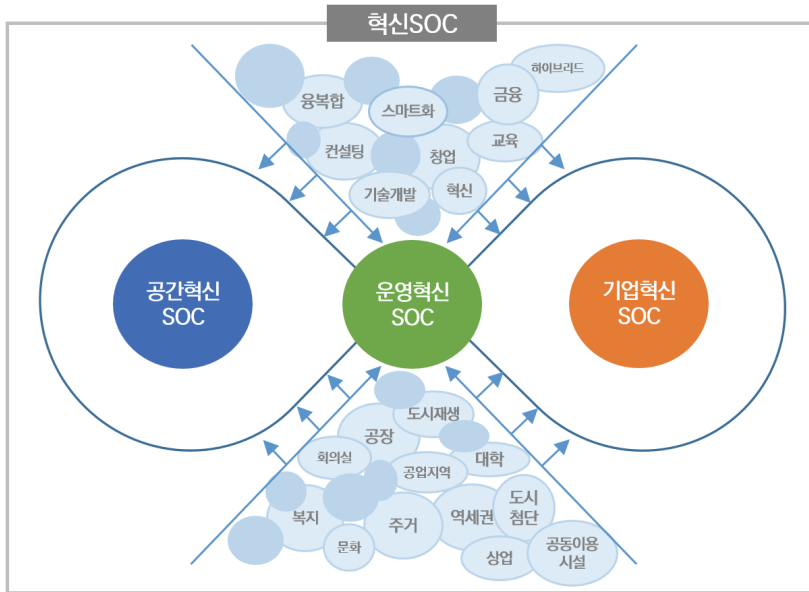 혁신SOC
하이브리드
융복합
스마트화
금융
컨설팅
창업
교육
기술개발
혁신
공간혁신
SOC
운영혁신
SOC
기업혁신
SOC
도시재생
공장
회의실
공업지역
대학
복지
주거
역세권
도시
첨단
문화
상업
공동이용
시설